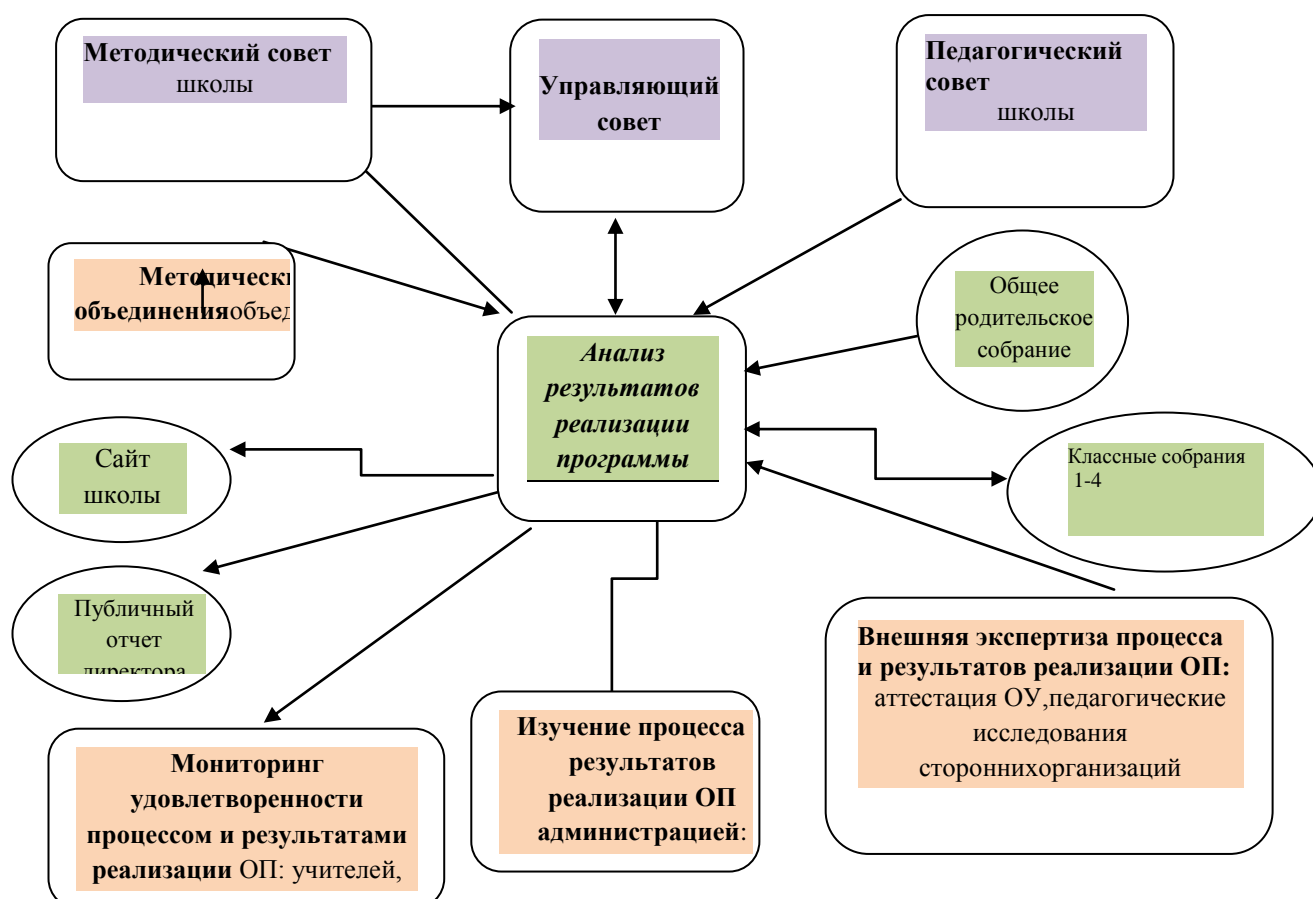 Методический совет
школы
Управляющий
совет
Педагогический
совет
школы
объединенияобъед
Общее
родительское
собрание
Анализ
результатов
реализации
программы
Сайт
школы
Классные собрания
1-4
Публичный
отчет
директора
Внешняя экспертиза процесса
и результатов реализации ОП:
аттестация ОУ,педагогические
исследования
стороннихорганизаций
Изучение процесса
результатов
реализации ОП
администрацией:
Мониторинг
удовлетворенности
процессом и результатами
реализации ОП: учителей,